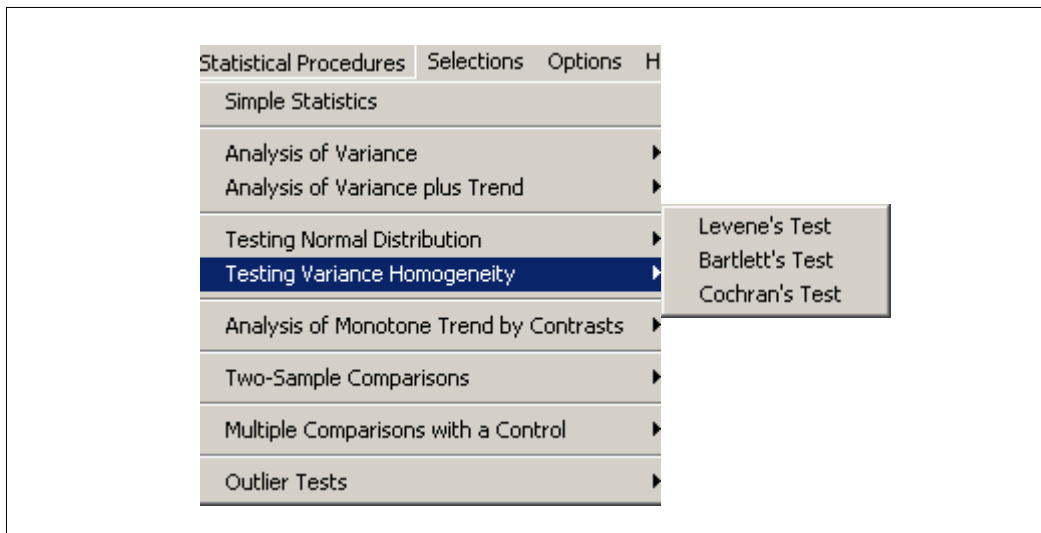 Statistical Procedures Selections Options H
Simple Statistics
Analysis of Variance
Analysis of Variance plus Trend
Testing Normal Distribution
Testing Variance Homogeneity
Levene's Test
Bartlett's Test
Cochran's Test
Analysis of Monotone Trend by Contrasts
Two-Sample Comparisons
Multiple Comparisons with a Control
Outlier Tests